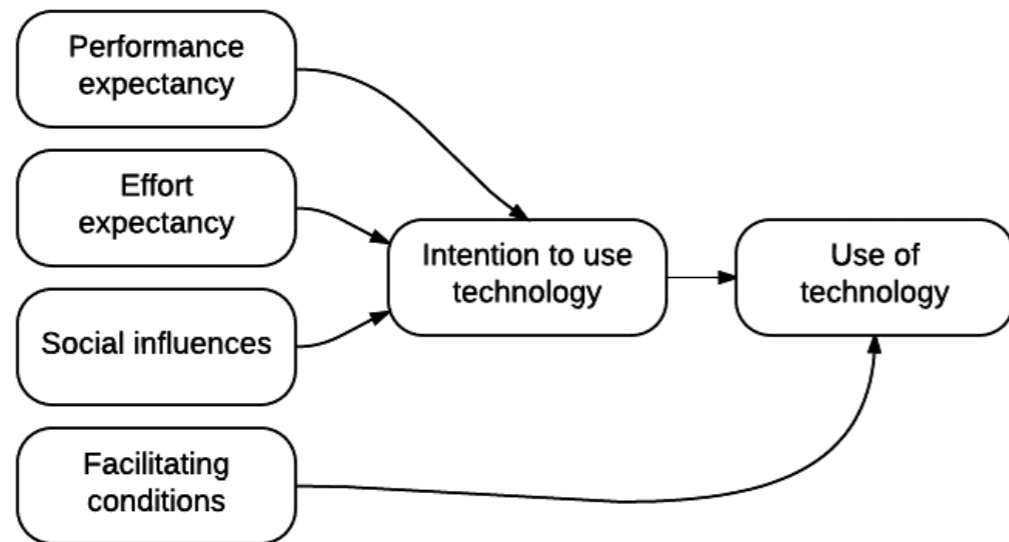 Performance
expectancy
Effort
expectancy
Social influences
Facilitating
conditions
Intention to use
technology
Use of
technology